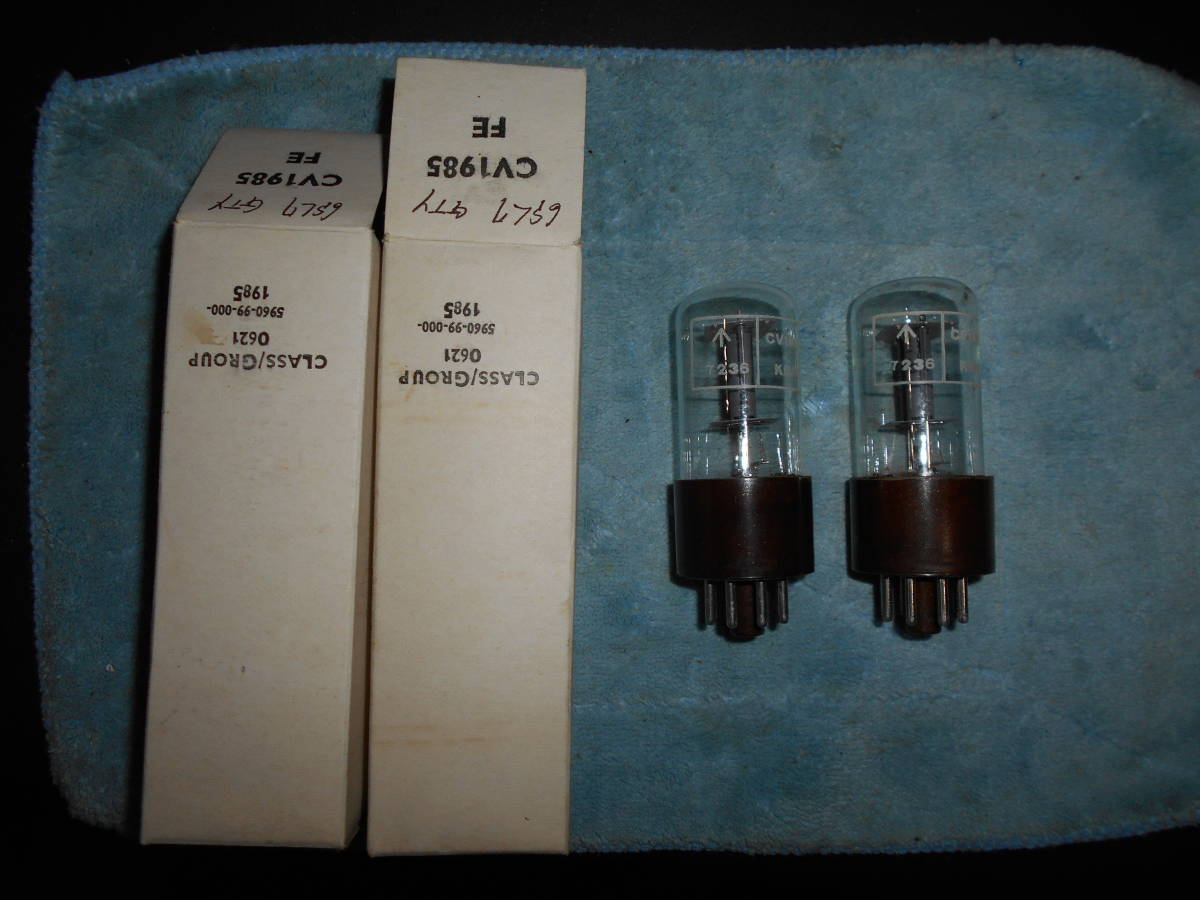 6SL7 GTY
CV1985
FE
CLASS/GROUP
0621
5960-99-000-
1985
6SL7 GTY
CV1985
FE
CLASS/GROUP
0621
5960-99-000-
1985
7236
CV
7236